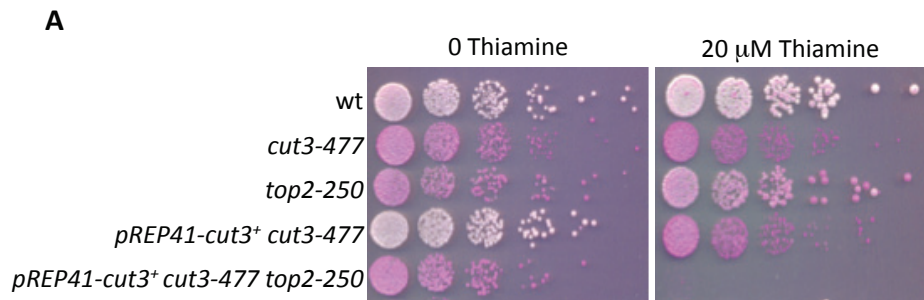 A
0 Thiamine
20 μM Thiamine
wt
cut3-477
top2-250
pREP41-cut3⁺ cut3-477
pREP41-cut3⁺ cut3-477 top2-250